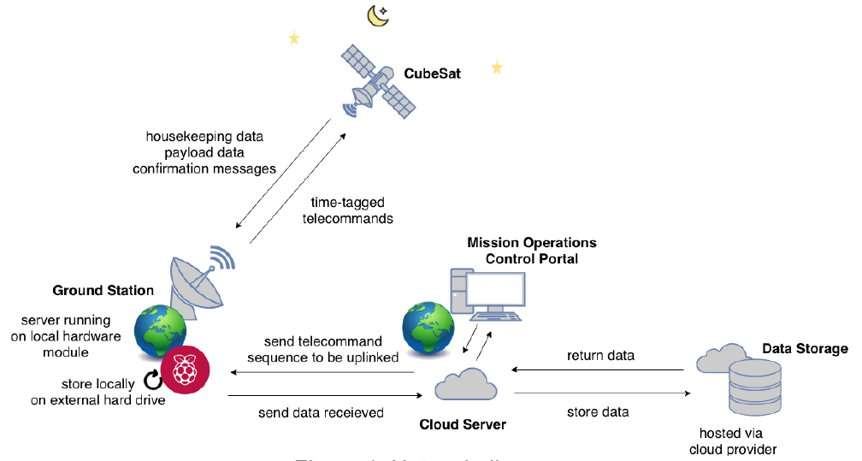 CubeSat
housekeeping data
payload data
confirmation messages
time-tagged
telecommands
Mission Operations
Control Portal
Ground Station
server running
on local hardware
module
store locally
on external hard drive
send telecommand
sequence to be uplinked
send data receieved
Cloud Server
return data
store data
Data Storage
hosted via
cloud provider